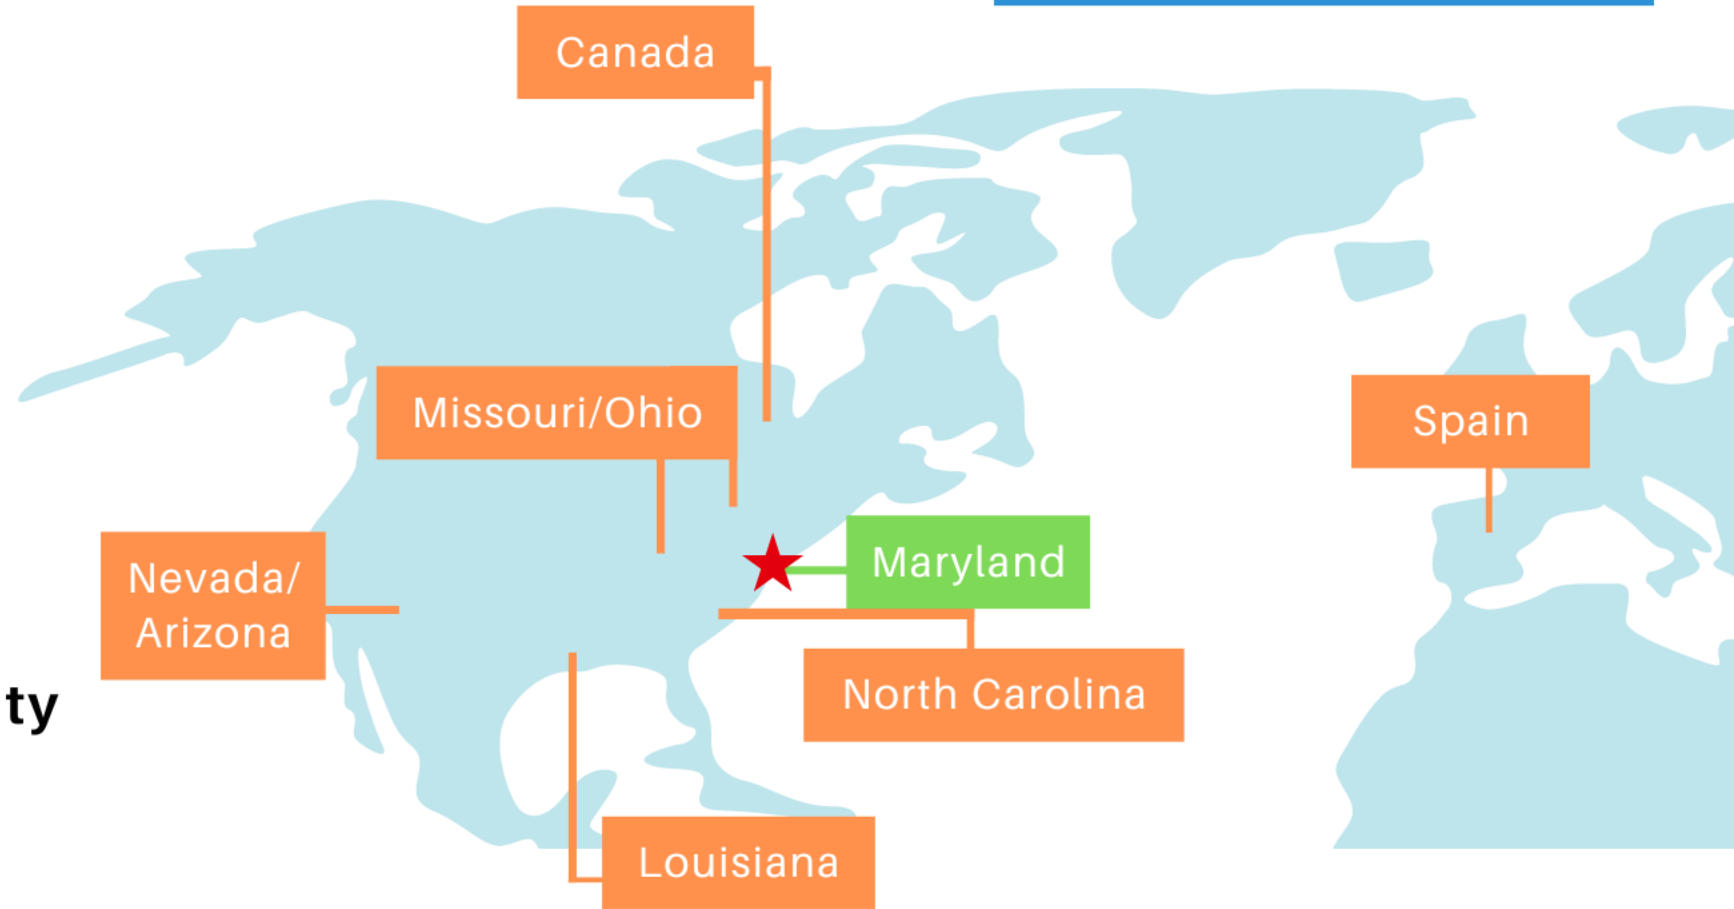 Canada
Missouri/Ohio
Spain
Nevada/
Arizona
Maryland
ty
North Carolina
Louisiana